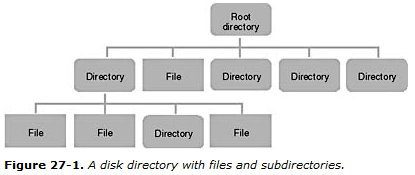 Root
directory
Directory File Directory Directory Directory
File File Directory File
Figure 27-1. A disk directory with files and subdirectories.